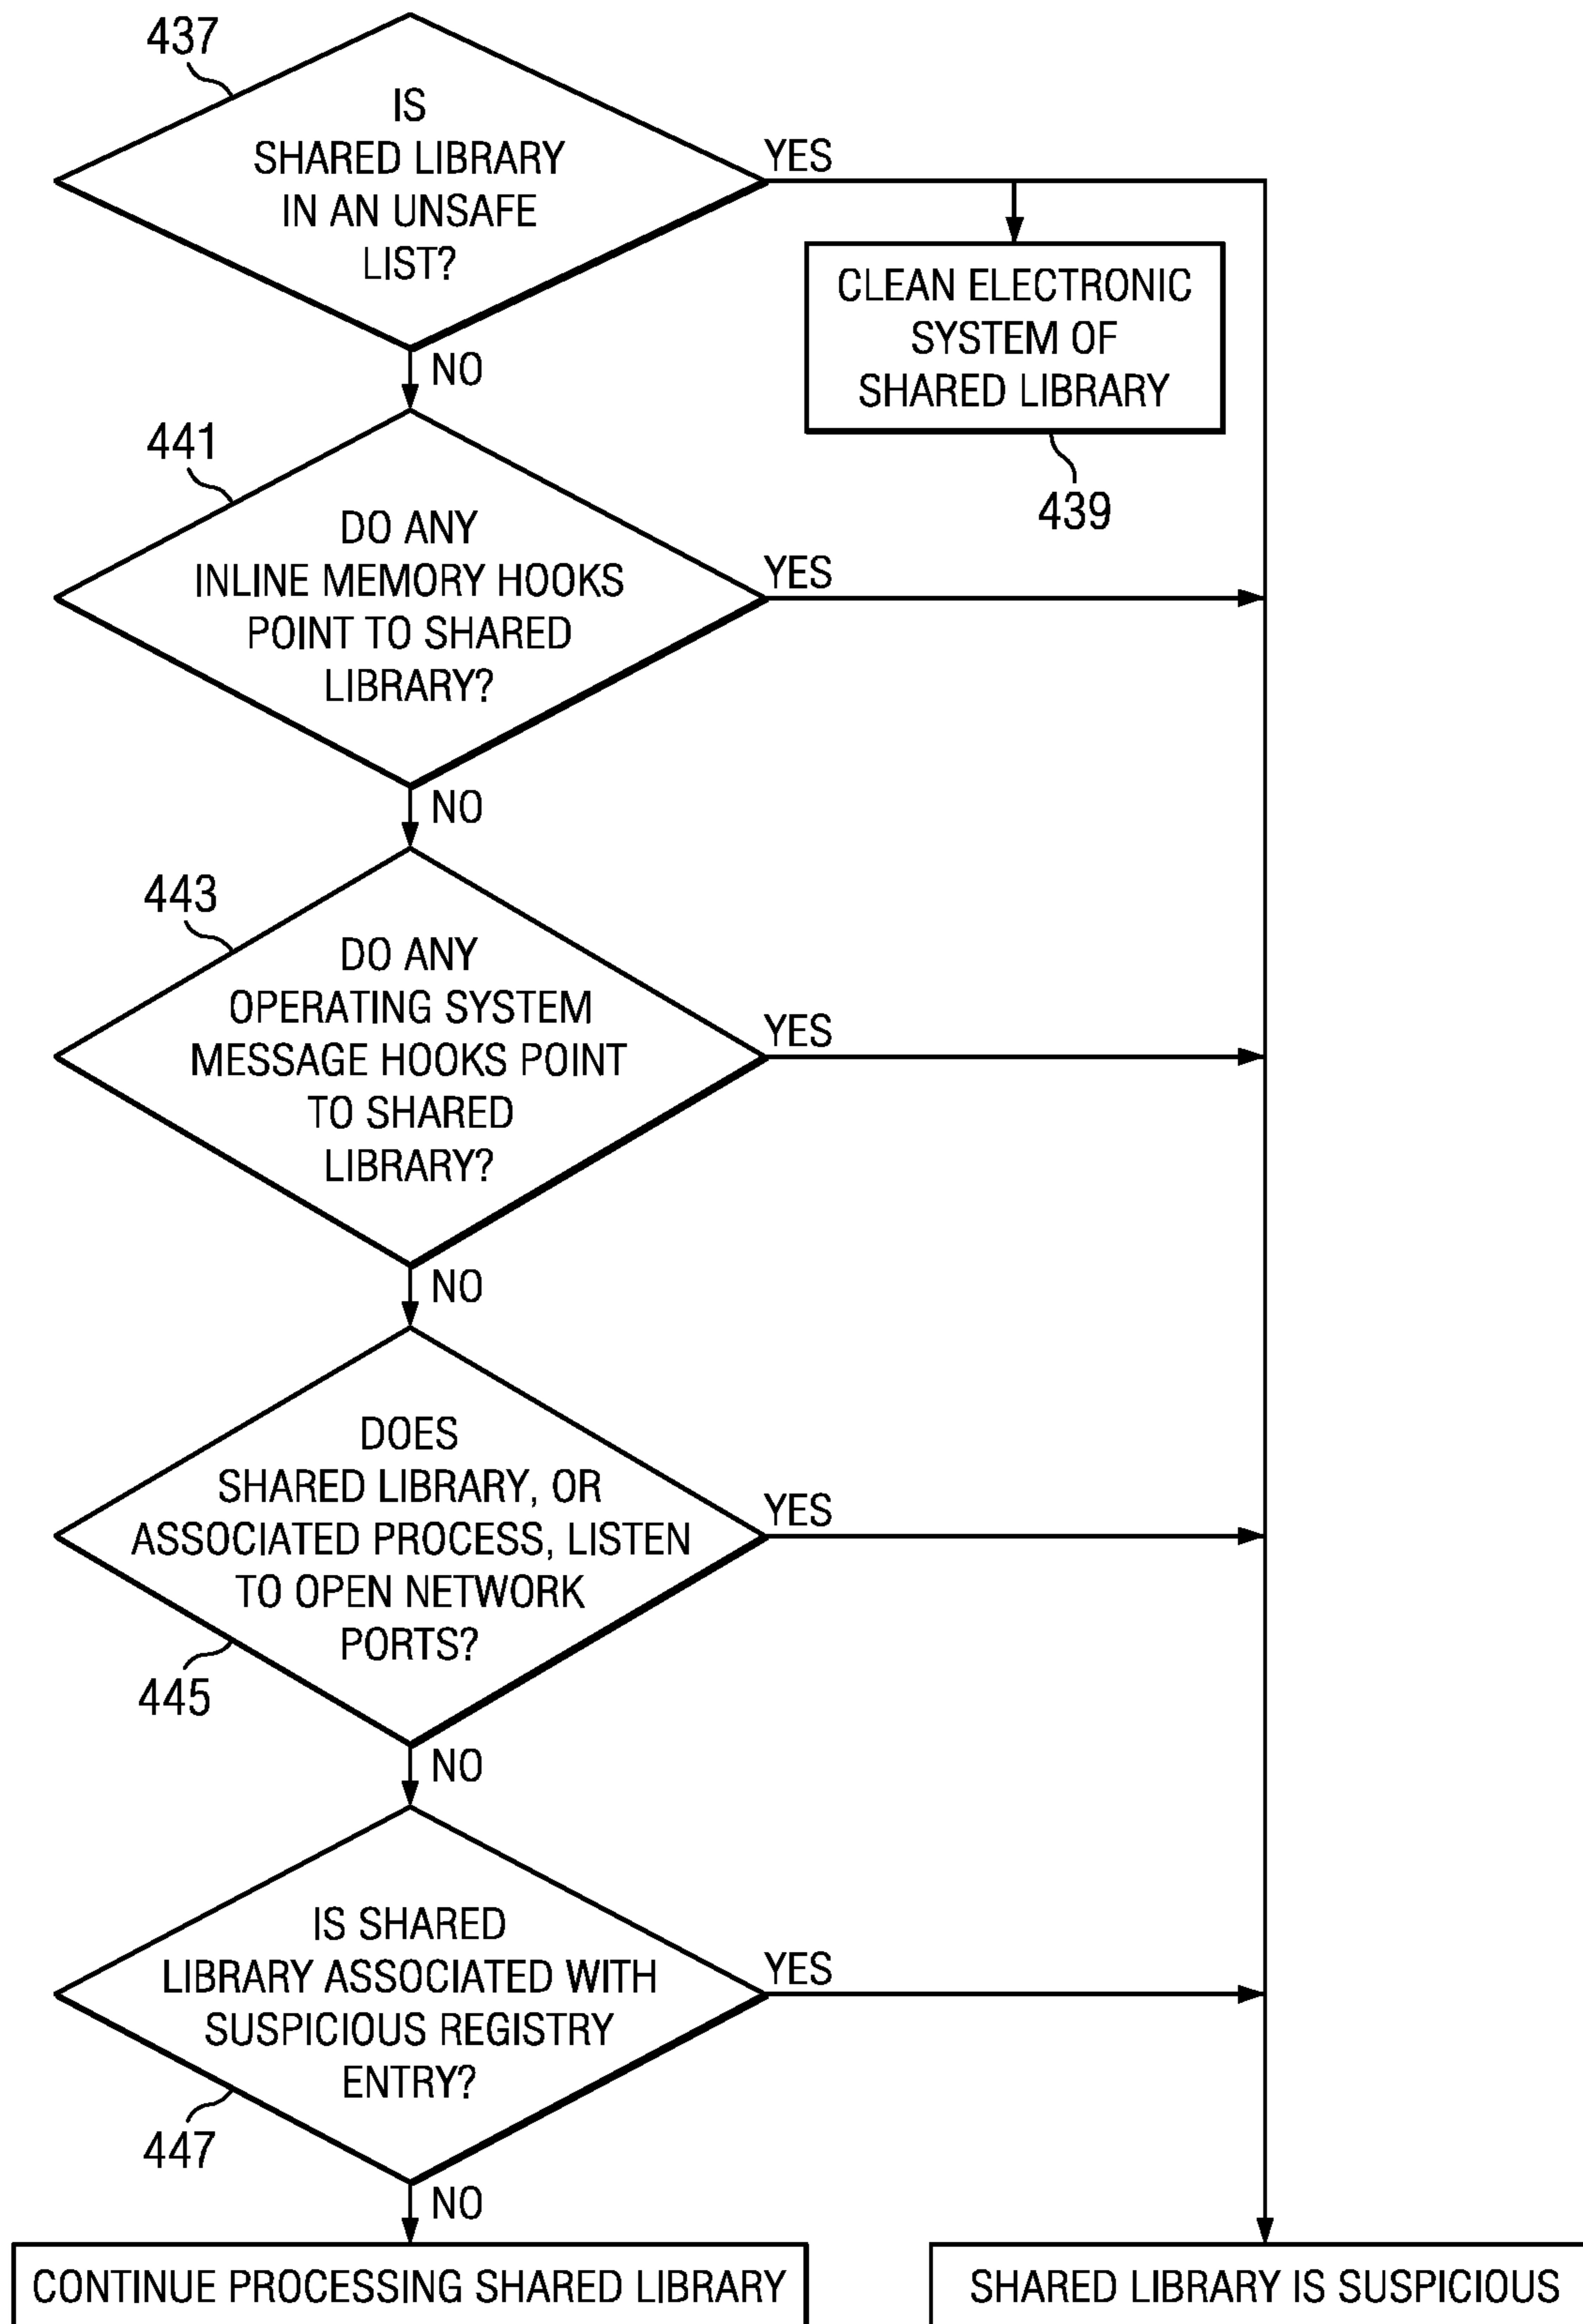 437
IS
SHARED LIBRARY
IN AN UNSAFE
LIST?
YES
CLEAN ELECTRONIC
SYSTEM OF
SHARED LIBRARY
439
NO
441
DO ANY
INLINE MEMORY HOOKS
POINT TO SHARED
LIBRARY?
YES
NO
443
DO ANY
OPERATING SYSTEM
MESSAGE HOOKS POINT
TO SHARED
LIBRARY?
YES
NO
DOES
SHARED LIBRARY, OR
ASSOCIATED PROCESS, LISTEN
TO OPEN NETWORK
PORTS?
YES
445
NO
IS SHARED
LIBRARY ASSOCIATED WITH
SUSPICIOUS REGISTRY
ENTRY?
YES
447
NO
CONTINUE PROCESSING SHARED LIBRARY
SHARED LIBRARY IS SUSPICIOUS